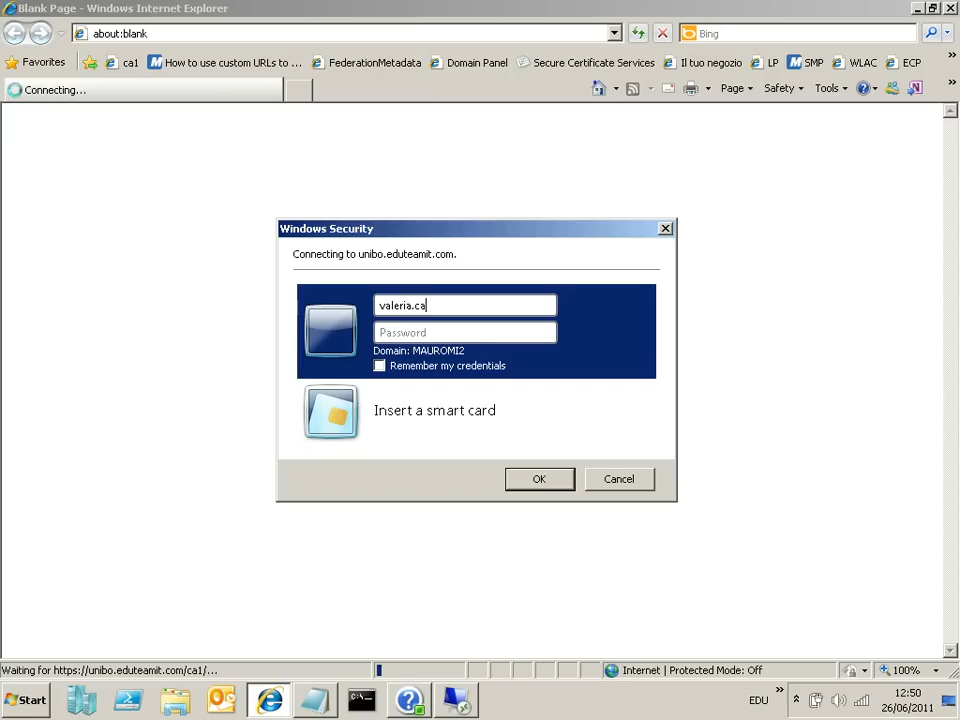 Blank Page - Windows Internet Explorer
about:blank
Bing
Favorites ca1 How to use custom URLs to ... FederationMetadata Domain Panel Secure Certificate Services Il tuo negozio LP SMP WLAC ECP »
Connecting...
Page Safety Tools »
Windows Security
Connecting to unibo.eduteamit.com.
valeria.ca
Password
Domain: MAUROMI2
Remember my credentials
Insert a smart card
OK Cancel
Waiting for https://unibo.eduteamit.com/ca1/... Internet | Protected Mode: Off 100%
Start EDU » 12:50
26/06/2011